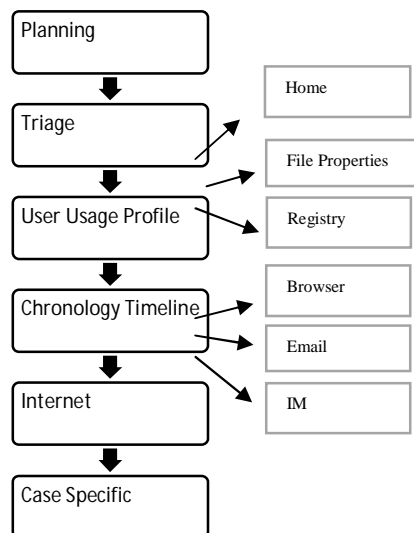 Planning
Triage
User Usage Profile
Chronology Timeline
Internet
Case Specific
Home
File Properties
Registry
Browser
Email
IM